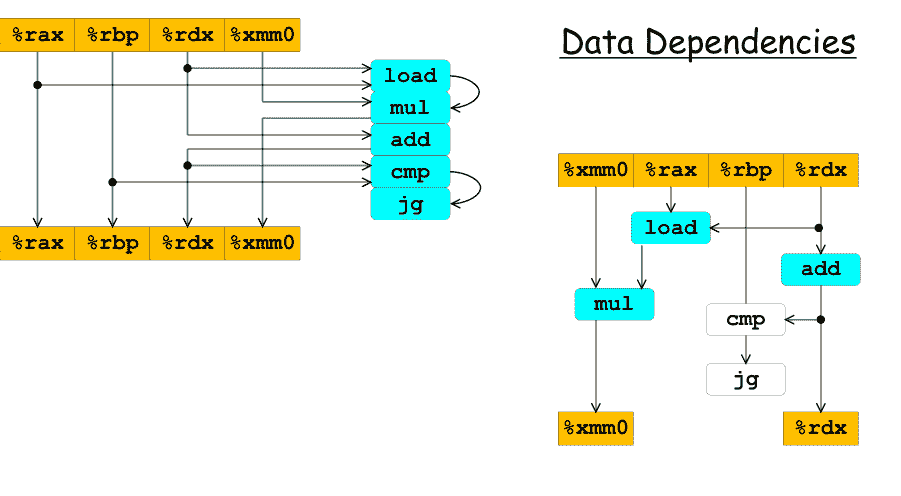 Data Dependencies
%rax %rbp %rdx %xmm0
load
mul
add
cmp
jg
%rax %rbp %rdx %xmm0
%xmm0 %rax %rbp %rdx
load
add
mul
cmp
jg
%xmm0 %rdx